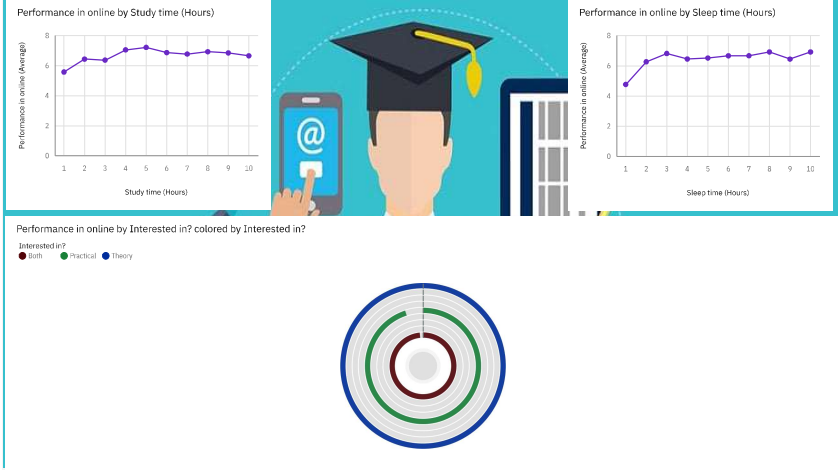 Performance in online by Study time (Hours)
Performance in online (Average)
8
6
4
2
0
1 2 3 4 5 6 7 8 9 10
Study time (Hours)
@
Performance in online by Sleep time (Hours)
Performance in online (Average)
8
6
4
2
0
1 2 3 4 5 6 7 8 9 10
Sleep time (Hours)
Performance in online by Interested in? colored by Interested in?
Interested in?
Both Practical Theory